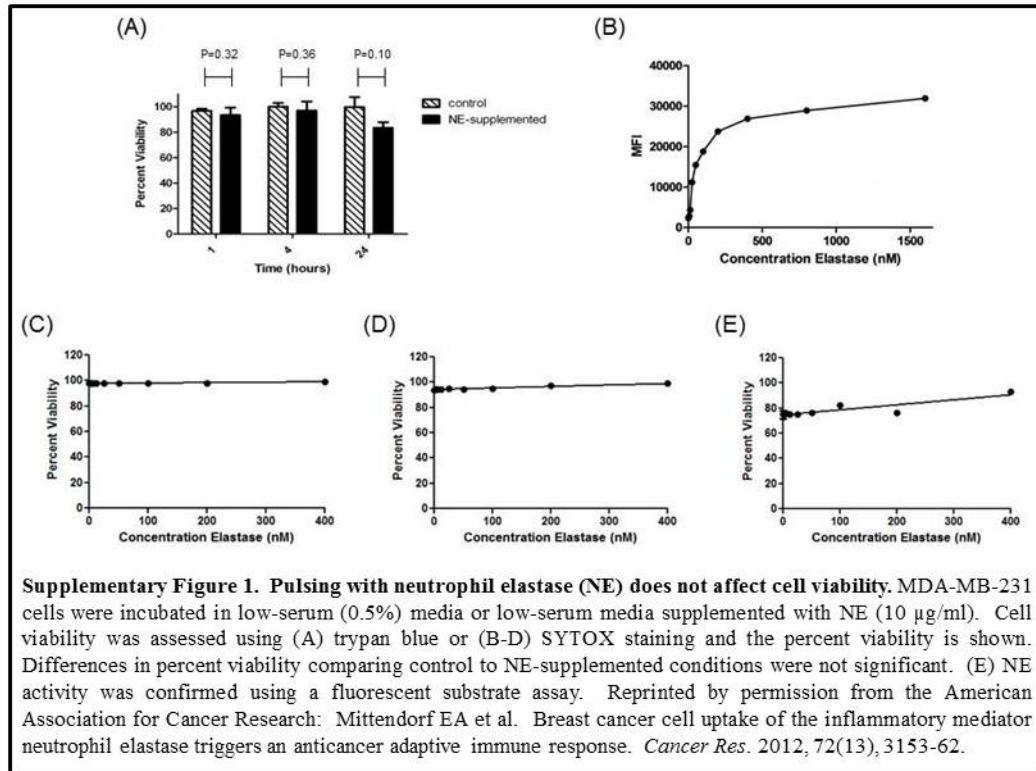 (A)
P=0.32 P=0.36 P=0.10
control
NE-supplemented
Percent Viability
100
80
60
40
20
0
1 4 24
Time (hours)
(B)
MFI
40000
30000
20000
10000
0
0 500 1000 1500
Concentration Elastase (nM)
(C)
Percent Viability
120
100
80
60
40
20
0
0 100 200 300 400
Concentration Elastase (nM)
(D)
Percent Viability
120
100
80
60
40
20
0
0 100 200 300 400
Concentration Elastase (nM)
(E)
Percent Viability
120
100
80
60
40
20
0
0 100 200 300 400
Concentration Elastase (nM)
Supplementary Figure 1. Pulsing with neutrophil elastase (NE) does not affect cell viability. MDA-MB-231
cells were incubated in low-serum (0.5%) media or low-serum media supplemented with NE (10 µg/ml). Cell
viability was assessed using (A) trypan blue or (B-D) SYTOX staining and the percent viability is shown.
Differences in percent viability comparing control to NE-supplemented conditions were not significant. (E) NE
activity was confirmed using a fluorescent substrate assay. Reprinted by permission from the American
Association for Cancer Research: Mittendorf EA et al. Breast cancer cell uptake of the inflammatory mediator
neutrophil elastase triggers an anticancer adaptive immune response. Cancer Res. 2012, 72(13), 3153-62.